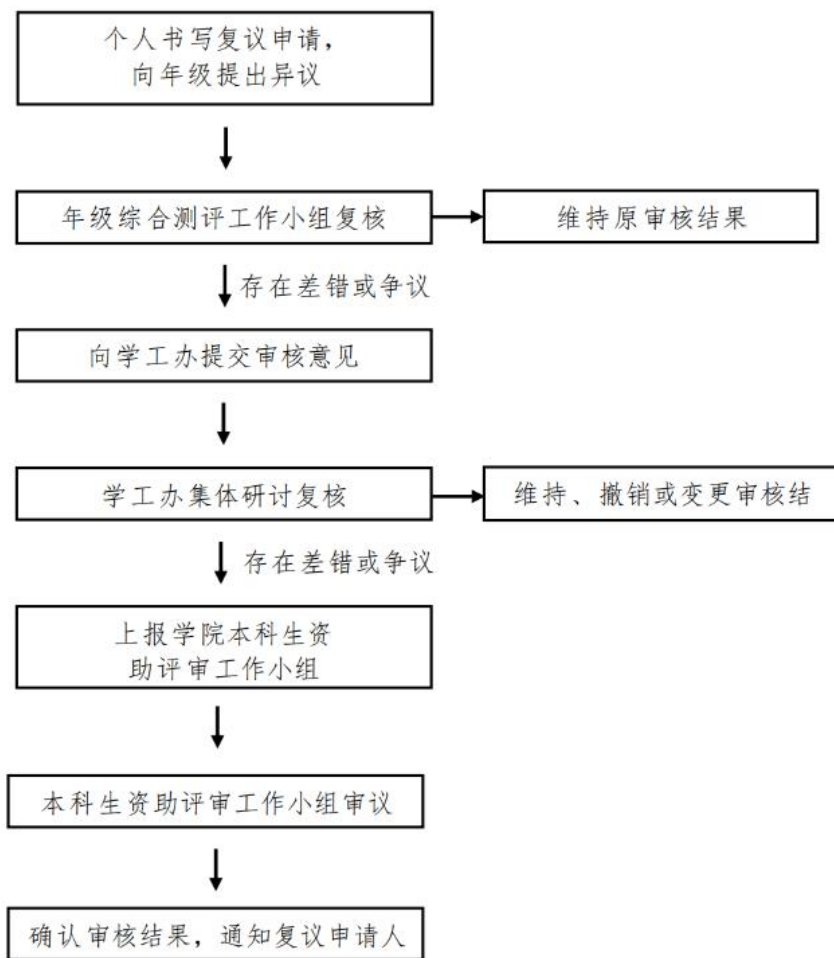 个人书写复议申请，
向年级提出异议
年级综合测评工作小组复核
维持原审核结果
存在差错或争议
向学工办提交审核意见
学工办集体研讨复核
维持、撤销或变更审核结
存在差错或争议
上报学院本科生资
助评审工作小组
本科生资助评审工作小组审议
确认审核结果，通知复议申请人